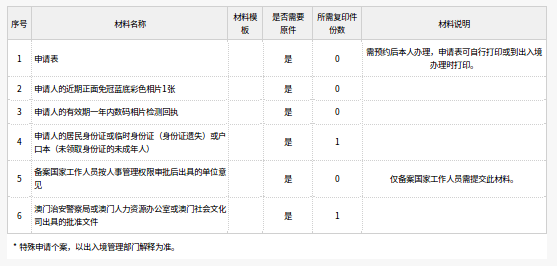 序号 材料名称 材料模板 是否需要原件 所需复印件份数 材料说明
1 申请表 是 0 需预约后本人办理，申请表可自行打印或到出入境办理时打印。
2 申请人的近期正面免冠蓝底彩色相片1张 是 0
3 申请人的有效期一年内数码相片检测回执 是 0
4 申请人的居民身份证或临时身份证（身份证遗失）或户口本（未领取身份证的未成年人） 是 1
5 备案国家工作人员按人事管理权限审批后出具的单位意见 是 0 仅备案国家工作人员需提交此材料。
6 澳门治安警察局或澳门人力资源办公室或澳门社会文化司出具的批准文件 是 1
* 特殊申请个案，以出入境管理部门解释为准。